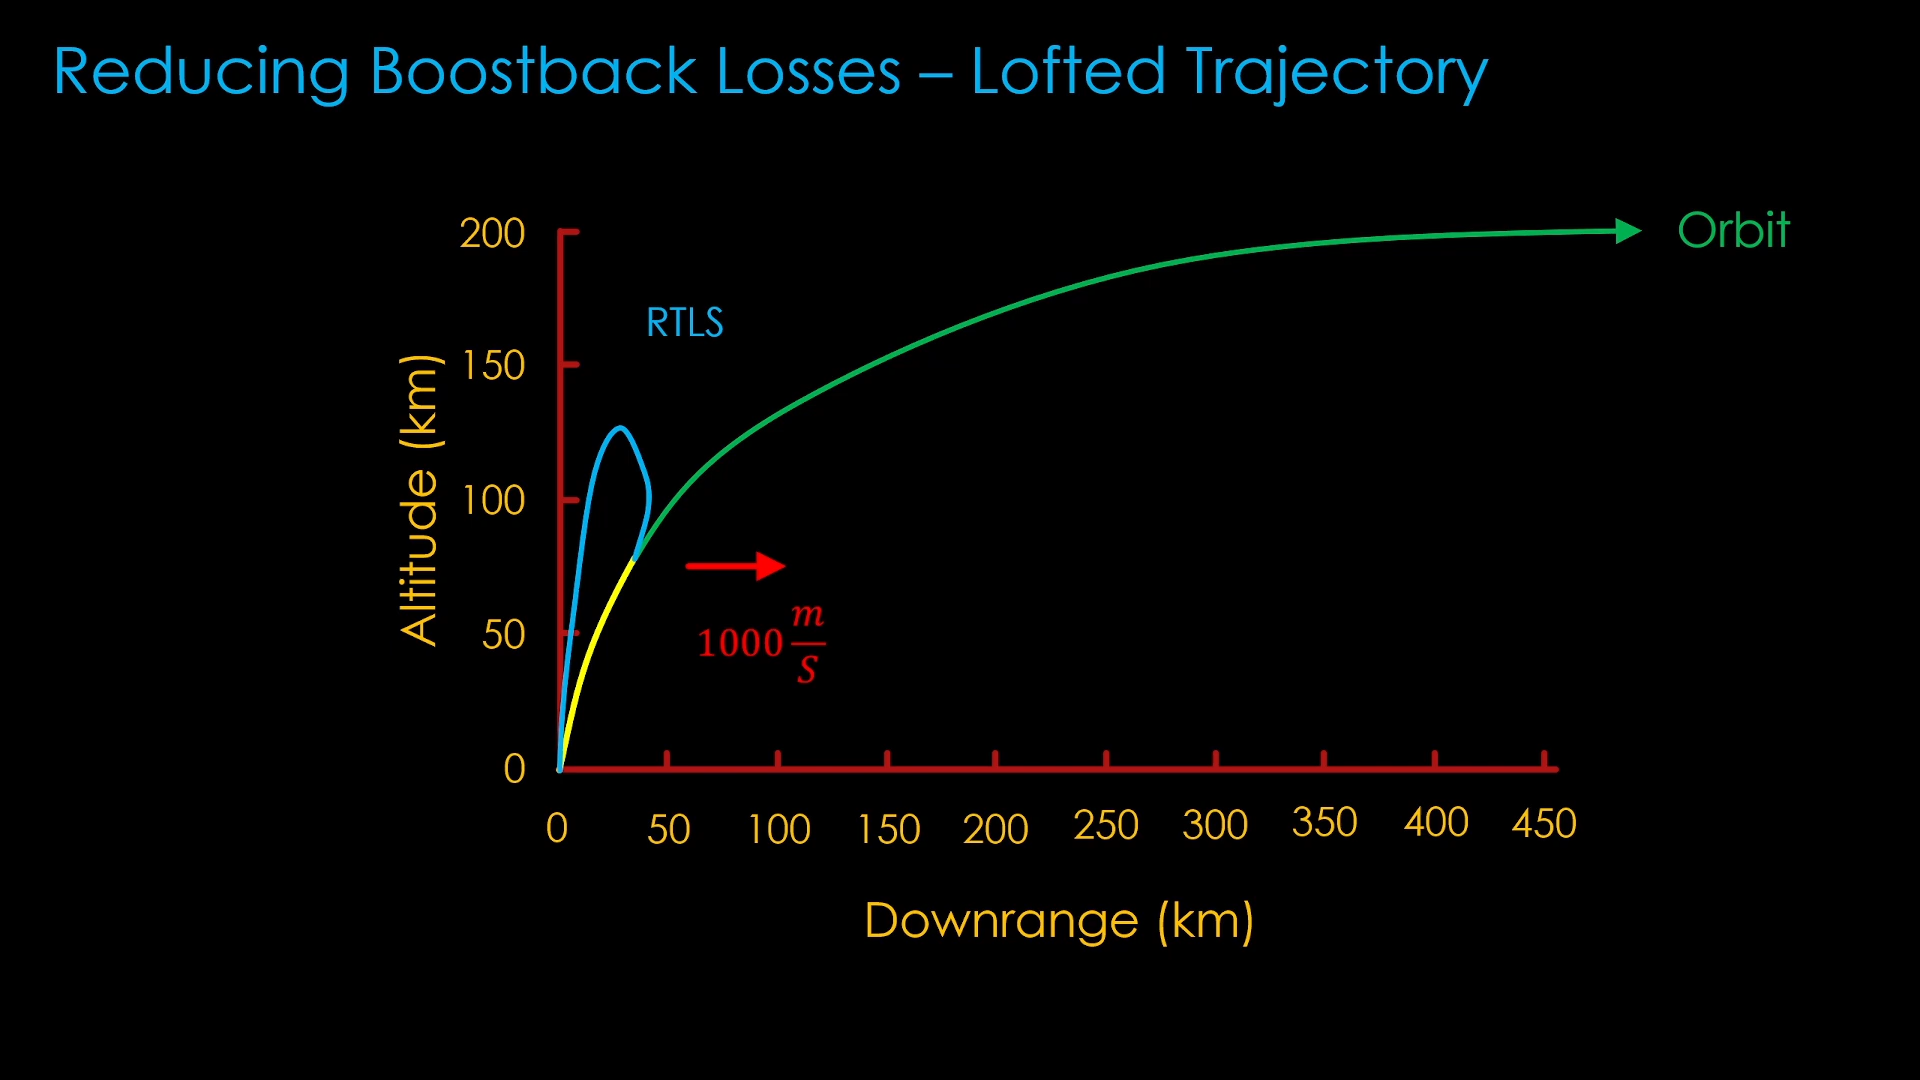 Reducing Boostback Losses – Lofted Trajectory
200
Orbit
RTLS
150
Altitude (km)
100
1000 m/s
50
0
0 50 100 150 200 250 300 350 400 450
Downrange (km)